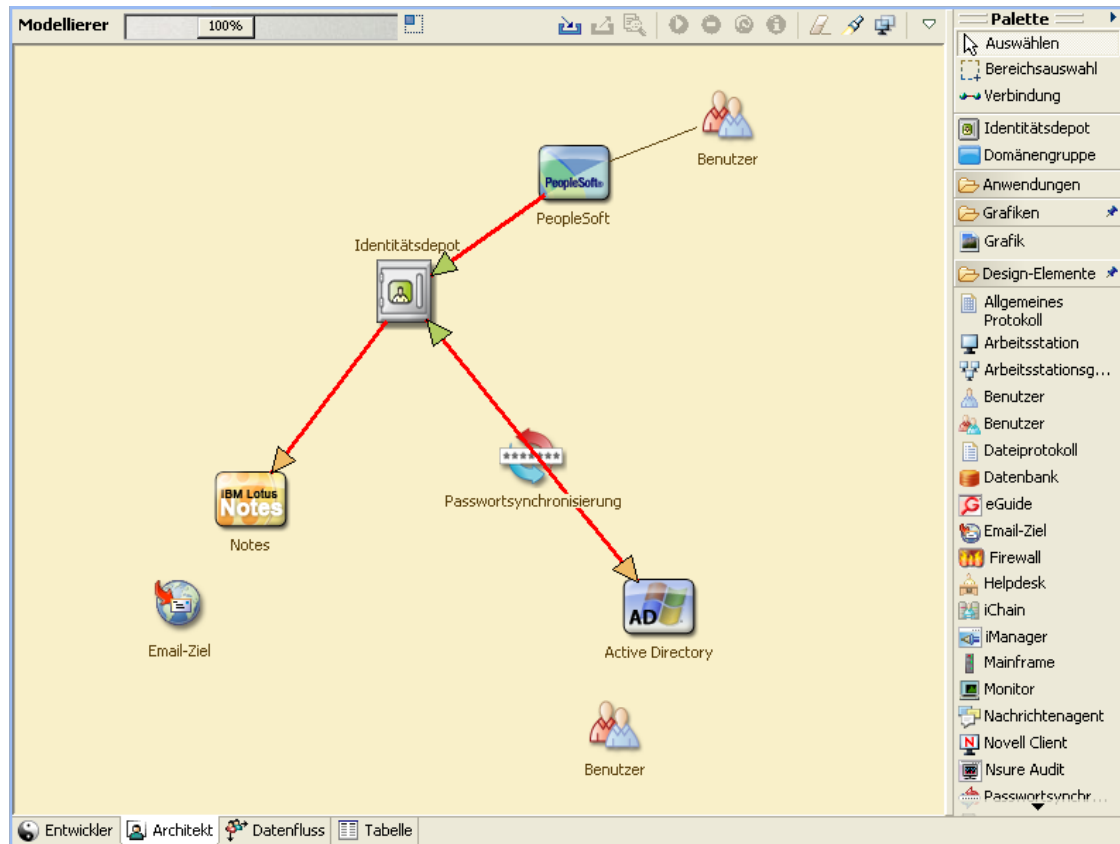 Modellierer
100%
Palette
Auswählen
Bereichsauswahl
Verbindung
Identitätsdepot
Domänengruppe
Anwendungen
Grafiken
Grafik
Design-Elemente
Allgemeines
Protokoll
Arbeitsstation
Arbeitsstationsg...
Benutzer
Benutzer
Dateiprotokoll
Datenbank
eGuide
Email-Ziel
Firewall
Helpdesk
iChain
iManager
Mainframe
Monitor
Nachrichtenagent
Novell Client
Nsure Audit
Passwortsynchr...
Benutzer
PeopleSoft
PeopleSoft
Identitätsdepot
*******
Passwortsynchronisierung
IBM Lotus
Notes
Notes
Email-Ziel
AD
Active Directory
Benutzer
Entwickler
Architekt
Datenfluss
Tabelle